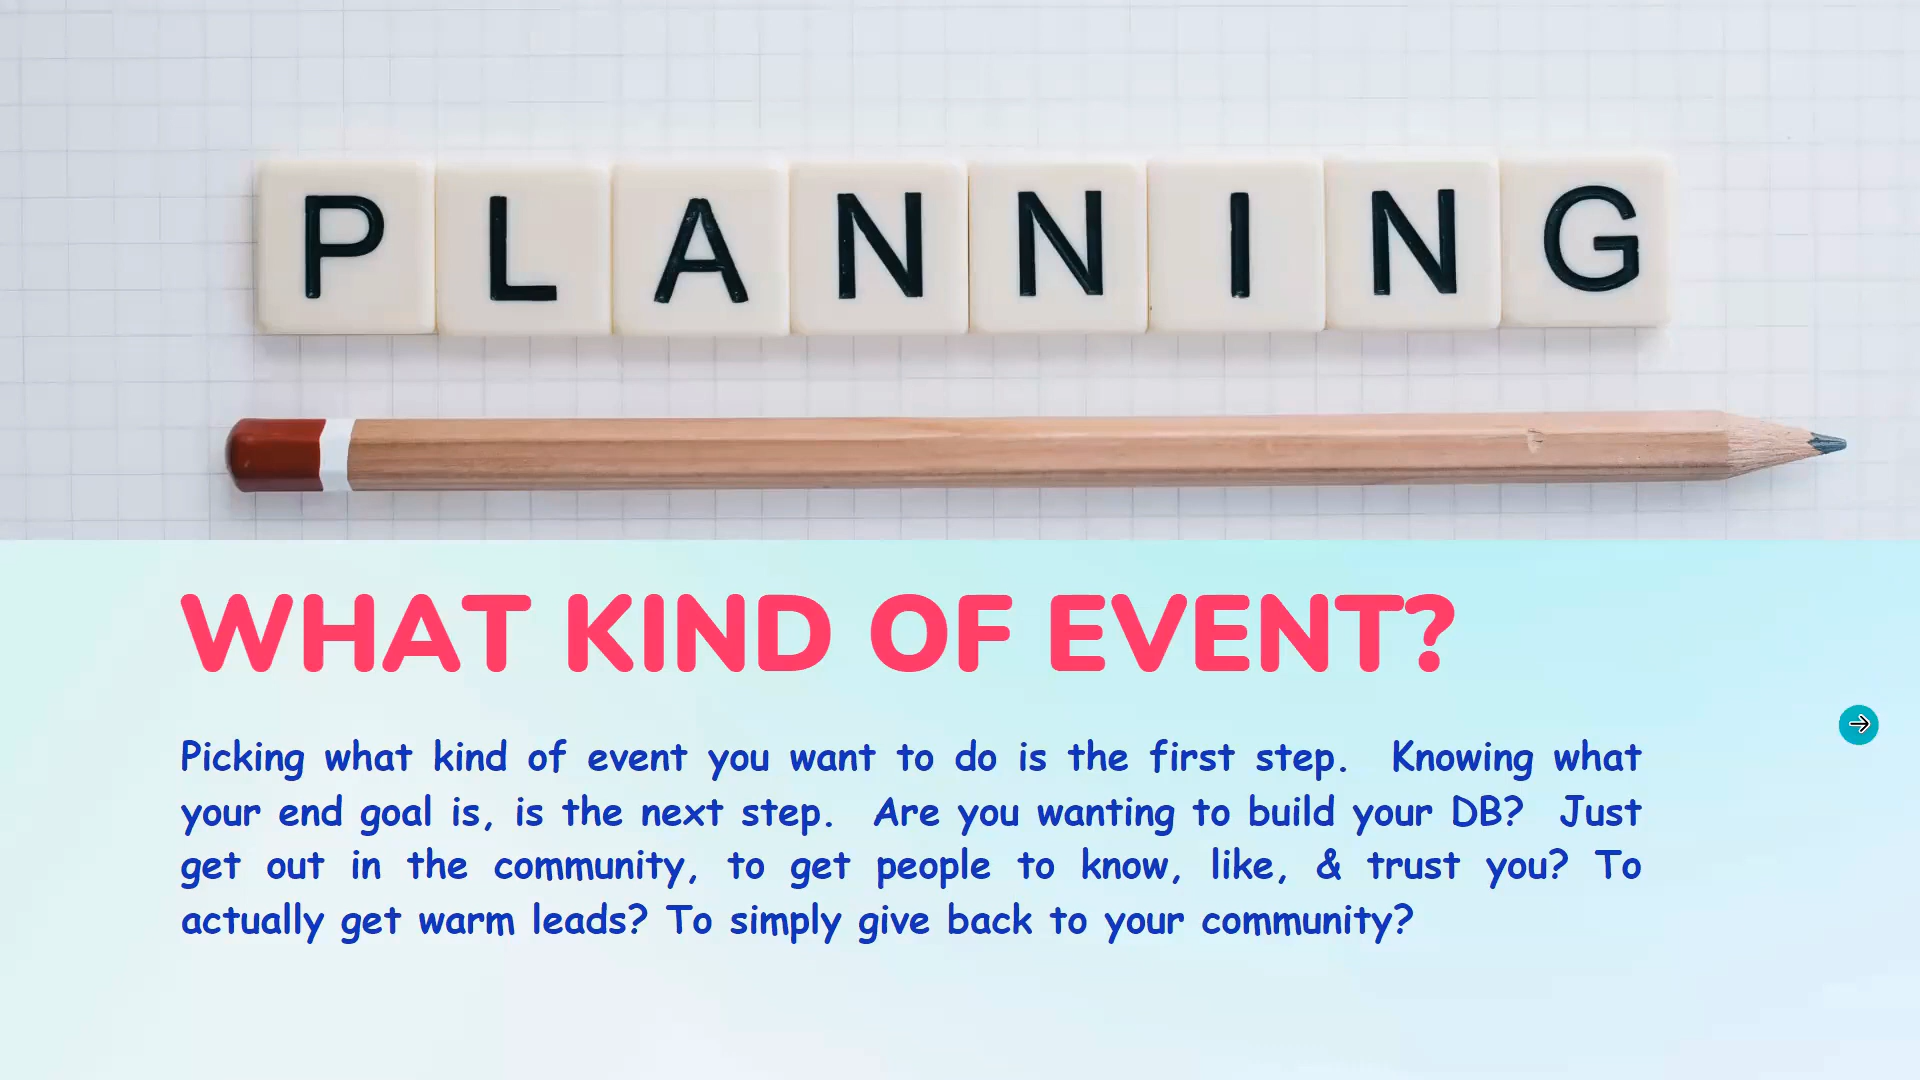 PLANNING
WHAT KIND OF EVENT?
Picking what kind of event you want to do is the first step.  Knowing what
your end goal is, is the next step.  Are you wanting to build your DB?  Just
get out in the community, to get people to know, like, & trust you? To
actually get warm leads? To simply give back to your community?